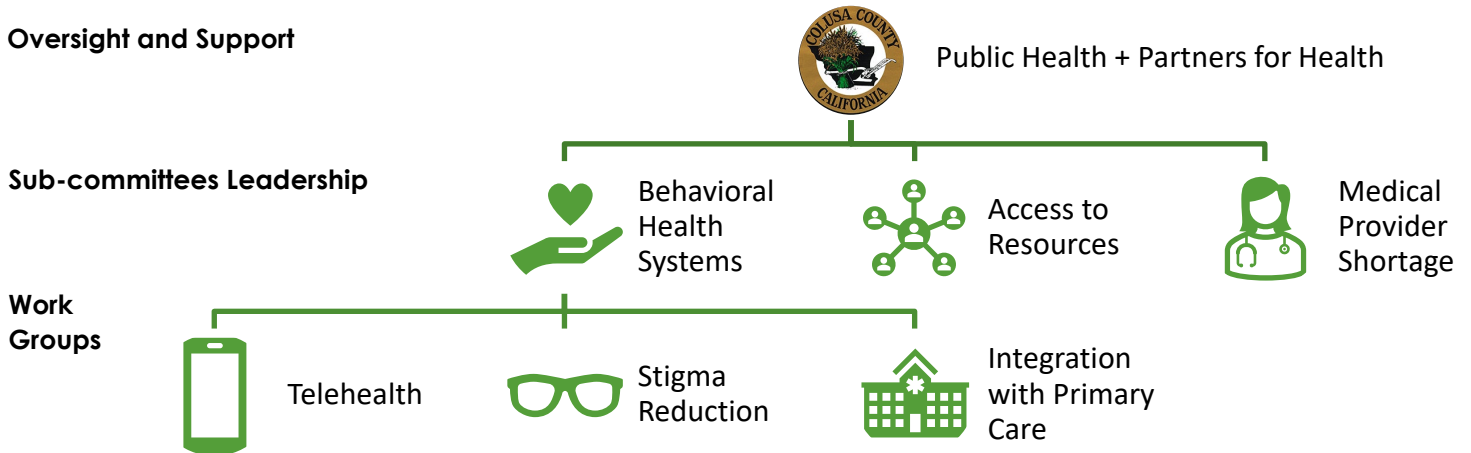 Oversight and Support
COLUSA COUNTY
CALIFORNIA
Public Health + Partners for Health
Sub-committees Leadership
Behavioral
Health
Systems
Access to
Resources
Medical
Provider
Shortage
Work
Groups
Telehealth
Stigma
Reduction
Integration
with Primary
Care